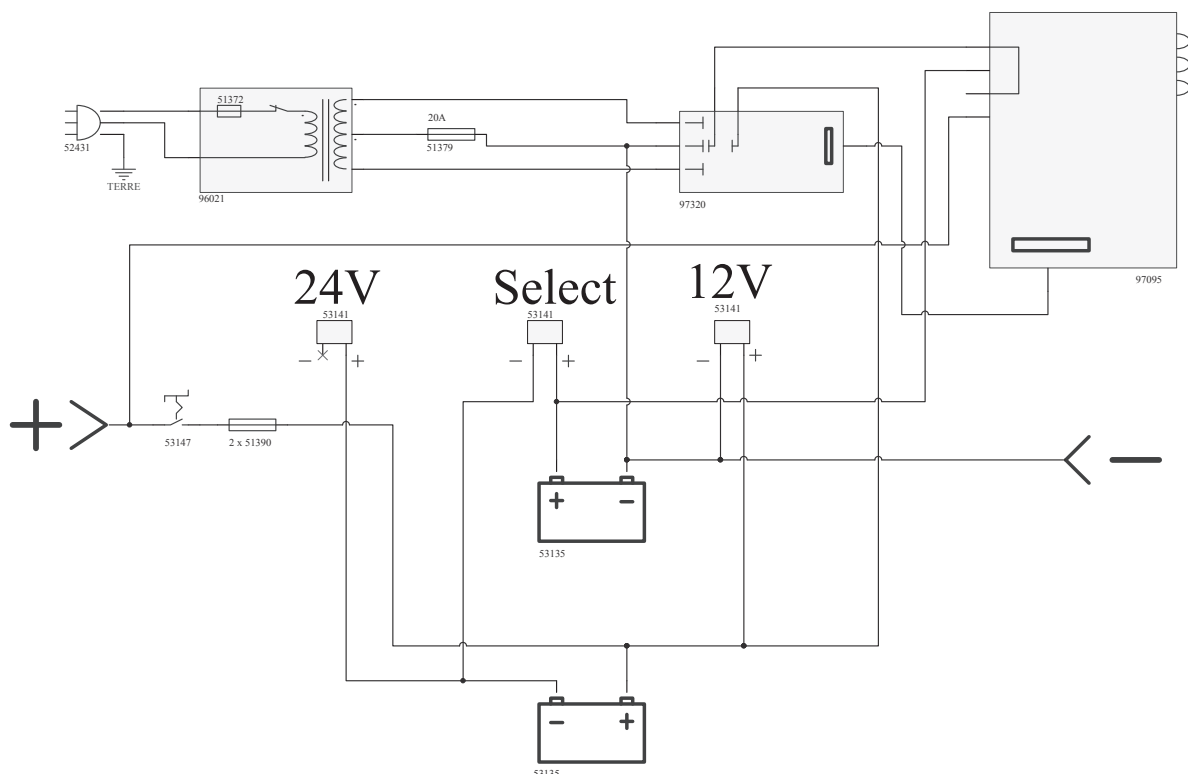 51372
20A
51379
52431
TERRE
96021
97320
97095
24V
Select
12V
53141
53141
53141
− + − + − +
+ −
53147
2 x 51390
+ −
53135
− +
53135